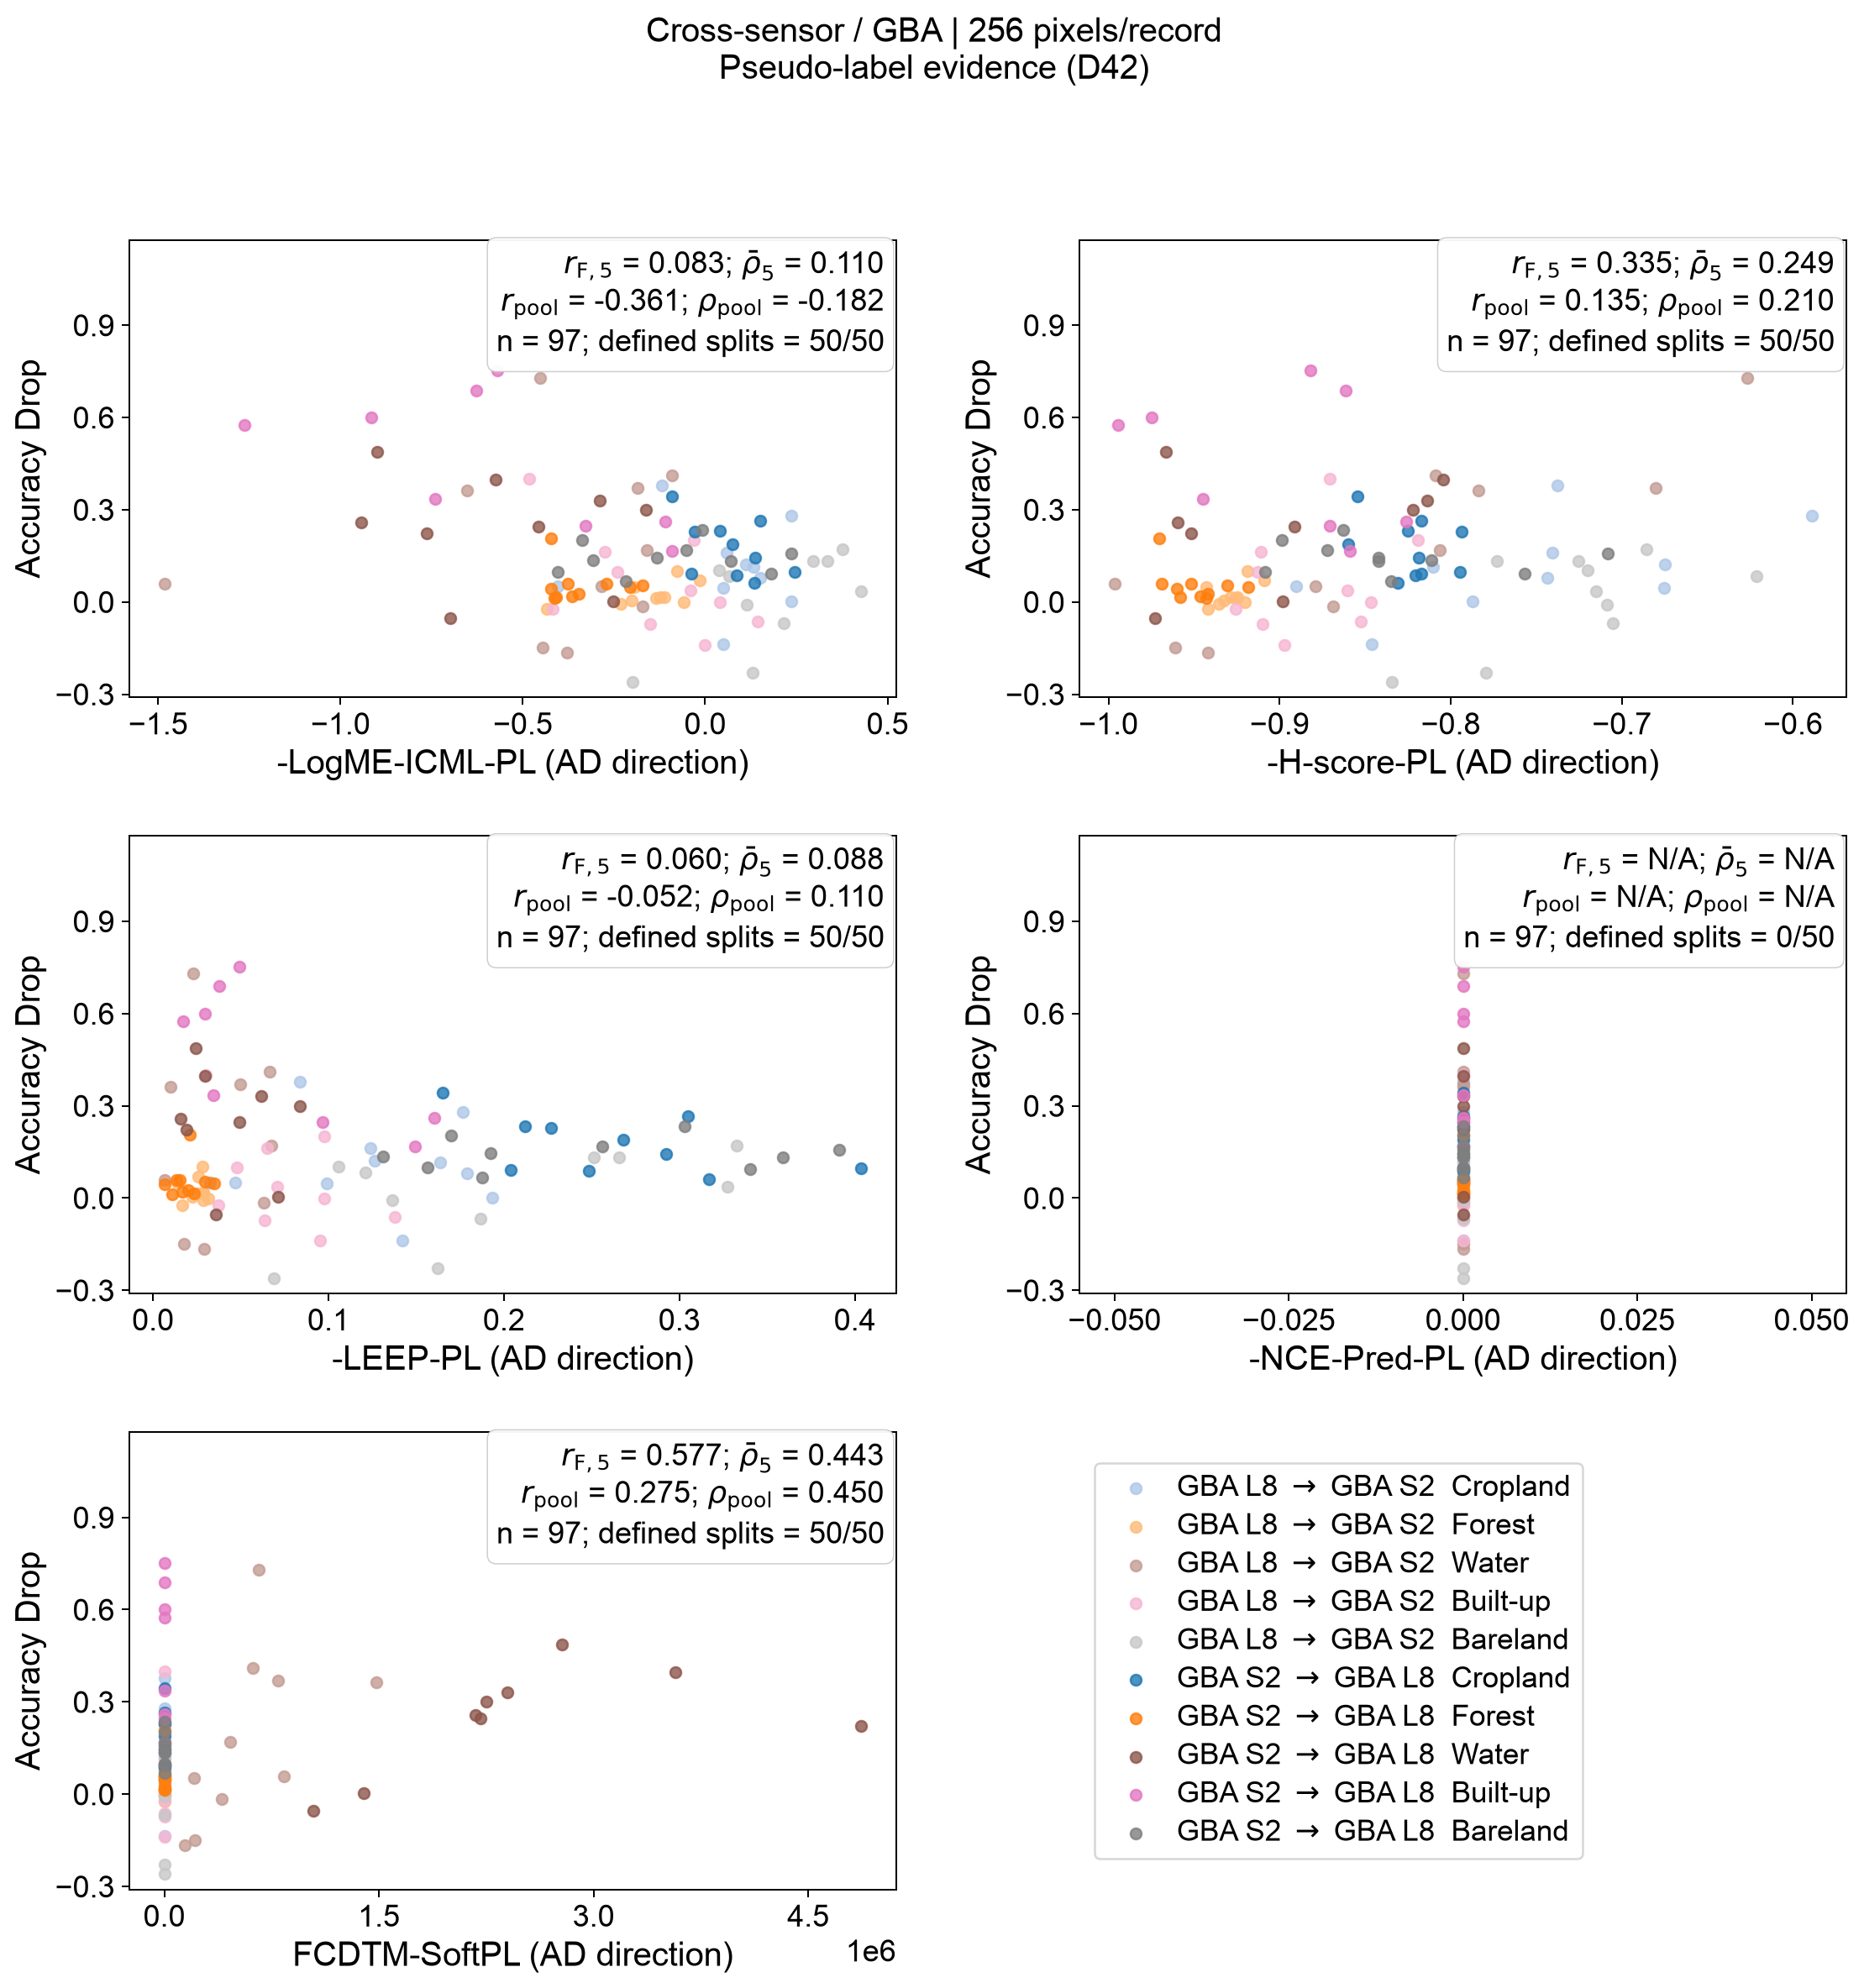 Cross-sensor / GBA | 256 pixels/record
Pseudo-label evidence (D42)
r_F, 5 = 0.083; ρ̄_5 = 0.110
r_pool = -0.361; ρ_pool = -0.182
n = 97; defined splits = 50/50
0.9
0.6
0.3
0.0
−0.3
Accuracy Drop
−1.5 −1.0 −0.5 0.0 0.5
-LogME-ICML-PL (AD direction)
r_F, 5 = 0.335; ρ̄_5 = 0.249
r_pool = 0.135; ρ_pool = 0.210
n = 97; defined splits = 50/50
0.9
0.6
0.3
0.0
−0.3
Accuracy Drop
−1.0 −0.9 −0.8 −0.7 −0.6
-H-score-PL (AD direction)
r_F, 5 = 0.060; ρ̄_5 = 0.088
r_pool = -0.052; ρ_pool = 0.110
n = 97; defined splits = 50/50
0.9
0.6
0.3
0.0
−0.3
Accuracy Drop
0.0 0.1 0.2 0.3 0.4
-LEEP-PL (AD direction)
r_F, 5 = N/A; ρ̄_5 = N/A
r_pool = N/A; ρ_pool = N/A
n = 97; defined splits = 0/50
0.9
0.6
0.3
0.0
−0.3
Accuracy Drop
−0.050 −0.025 0.000 0.025 0.050
-NCE-Pred-PL (AD direction)
r_F, 5 = 0.577; ρ̄_5 = 0.443
r_pool = 0.275; ρ_pool = 0.450
n = 97; defined splits = 50/50
0.9
0.6
0.3
0.0
−0.3
Accuracy Drop
0.0 1.5 3.0 4.5
1e6
FCDTM-SoftPL (AD direction)
GBA L8 → GBA S2 Cropland
GBA L8 → GBA S2 Forest
GBA L8 → GBA S2 Water
GBA L8 → GBA S2 Built-up
GBA L8 → GBA S2 Bareland
GBA S2 → GBA L8 Cropland
GBA S2 → GBA L8 Forest
GBA S2 → GBA L8 Water
GBA S2 → GBA L8 Built-up
GBA S2 → GBA L8 Bareland